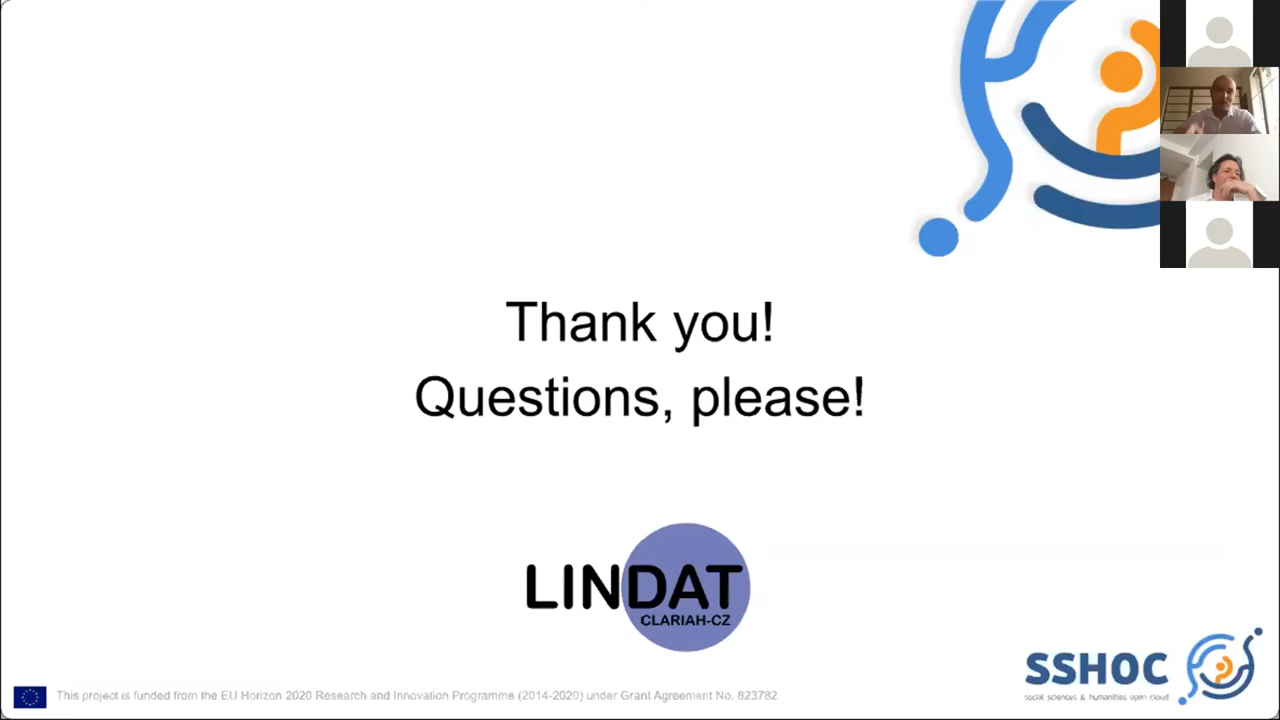 Thank you!
Questions, please!
LINDAT
CLARIAH-CZ
SSHOC
social sciences & humanities open cloud
This project is funded from the EU Horizon 2020 Research and Innovation Programme (2014-2020) under Grant Agreement No. 823782